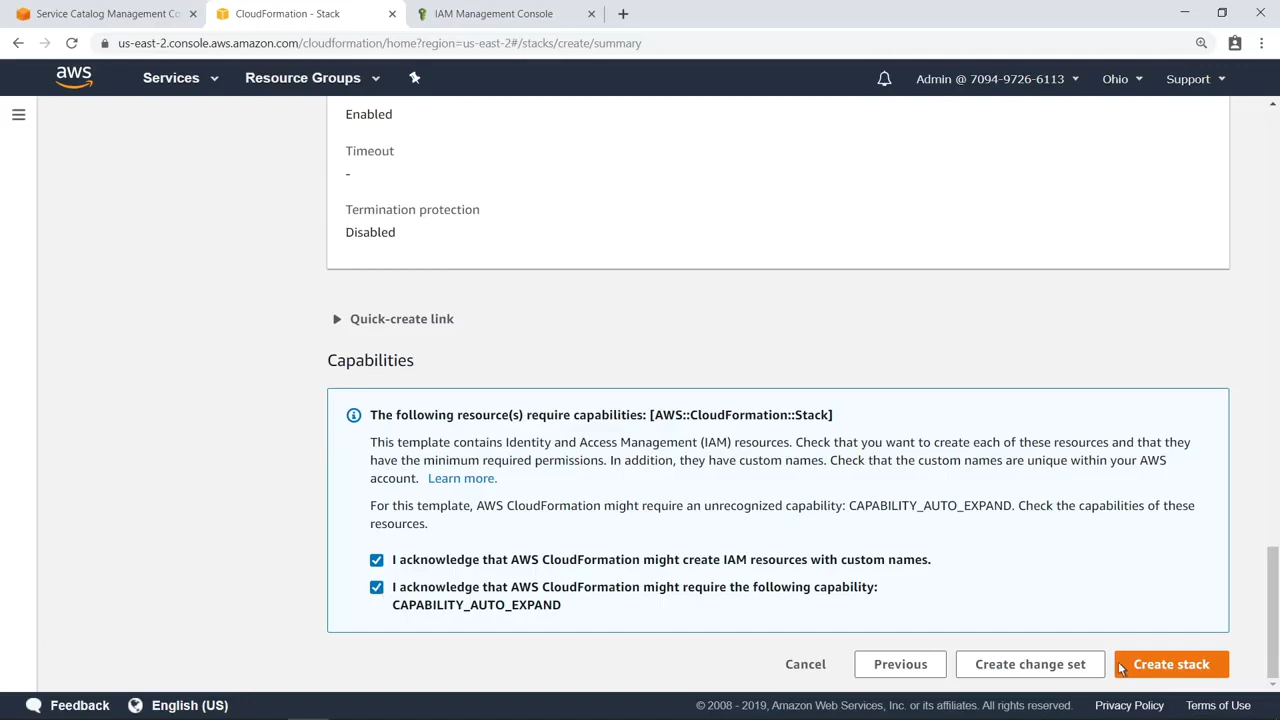 Service Catalog Management Co
CloudFormation - Stack
IAM Management Console
us-east-2.console.aws.amazon.com/cloudformation/home?region=us-east-2#/stacks/create/summary
aws
Services
Resource Groups
Admin @ 7094-9726-6113
Ohio
Support
Enabled
Timeout
-
Termination protection
Disabled
Quick-create link
Capabilities
The following resource(s) require capabilities: [AWS::CloudFormation::Stack]
This template contains Identity and Access Management (IAM) resources. Check that you want to create each of these resources and that they
have the minimum required permissions. In addition, they have custom names. Check that the custom names are unique within your AWS
account. Learn more.
For this template, AWS CloudFormation might require an unrecognized capability: CAPABILITY_AUTO_EXPAND. Check the capabilities of these
resources.
I acknowledge that AWS CloudFormation might create IAM resources with custom names.
I acknowledge that AWS CloudFormation might require the following capability:
CAPABILITY_AUTO_EXPAND
Cancel
Previous
Create change set
Create stack
Feedback
English (US)
© 2008 - 2019, Amazon Web Services, Inc. or its affiliates. All rights reserved.
Privacy Policy
Terms of Use